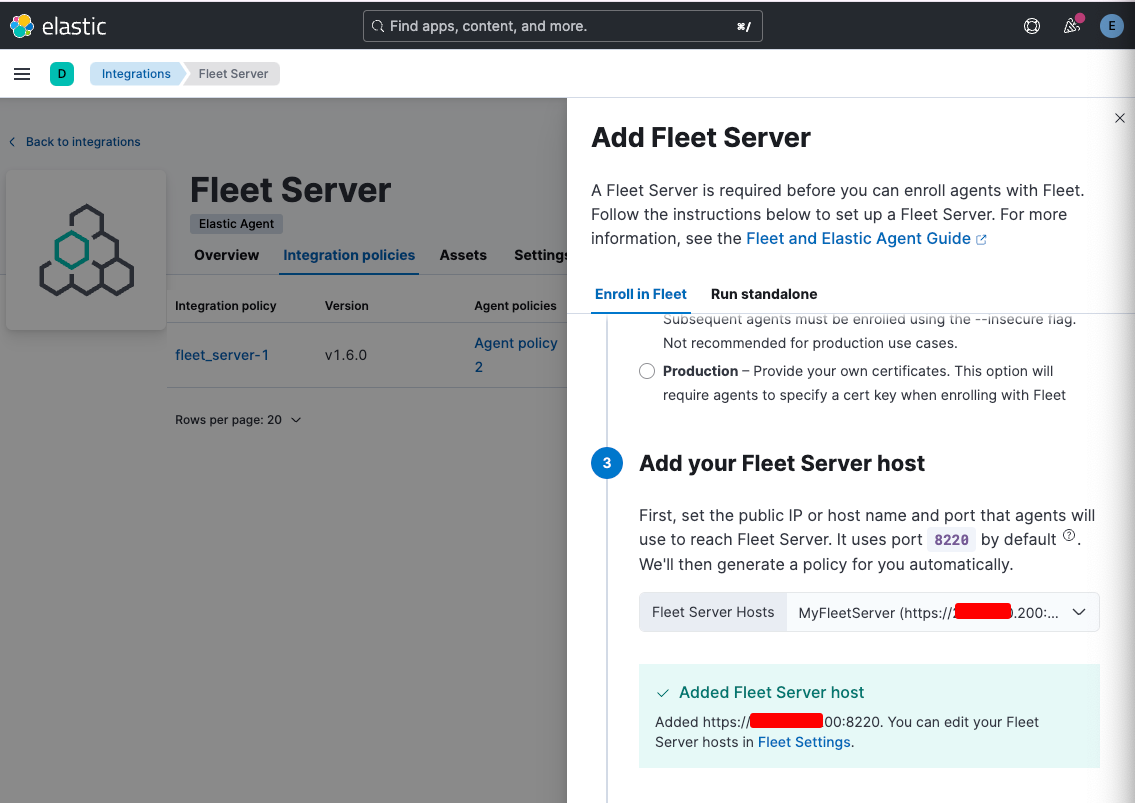 elastic
Find apps, content, and more.
⌘/
E
D
Integrations
Fleet Server
Back to integrations
Fleet Server
Elastic Agent
Overview
Integration policies
Assets
Settings
Integration policy
Version
Agent policies
fleet_server-1
v1.6.0
Agent policy
2
Rows per page: 20
Add Fleet Server
A Fleet Server is required before you can enroll agents with Fleet.
Follow the instructions below to set up a Fleet Server. For more
information, see the Fleet and Elastic Agent Guide
Enroll in Fleet
Run standalone
Subsequent agents must be enrolled using the --insecure flag.
Not recommended for production use cases.
Production – Provide your own certificates. This option will
require agents to specify a cert key when enrolling with Fleet
3
Add your Fleet Server host
First, set the public IP or host name and port that agents will
use to reach Fleet Server. It uses port 8220 by default ?.
We'll then generate a policy for you automatically.
Fleet Server Hosts
MyFleetServer (https://.200:...
Added Fleet Server host
Added https://00:8220. You can edit your Fleet
Server hosts in Fleet Settings.